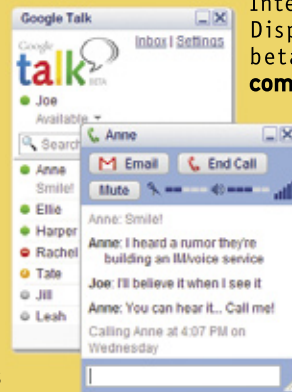 Inte
Disp
beta
com
Google Talk
Inbox | Settings
Google
talk
BETA
Joe
Available
Search
Anne
Smile!
Ellie
Harper
Rachel
Tate
Jill
Leah
Anne
Email
End Call
Mute
Anne: Smile!
Anne: I heard a rumor they're
building an IM/voice service
Joe: I'll believe it when I see it
Anne: You can hear it... Call me!
Calling Anne at 4:07 PM on
Wednesday